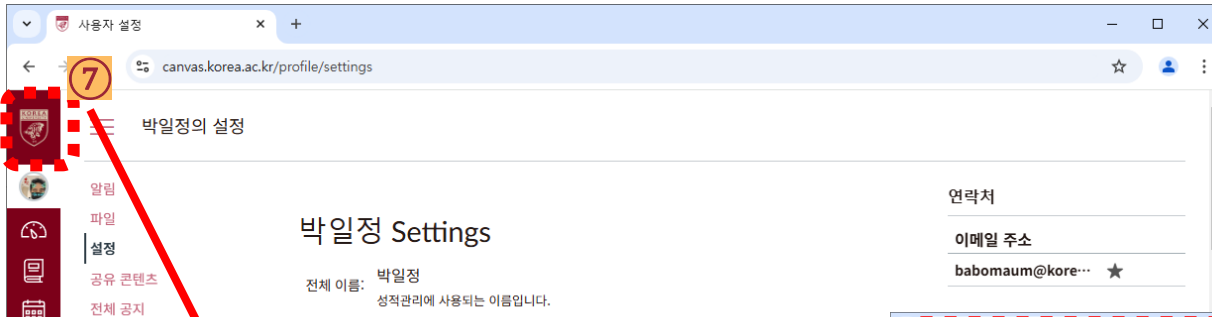 사용자 설정
canvas.korea.ac.kr/profile/settings
⑦
KOREA
박일정의 설정
알림
파일
설정
공유 콘텐츠
전체 공지
박일정 Settings
전체 이름: 박일정
성적관리에 사용되는 이름입니다.
연락처
이메일 주소
babomaum@kore··· ★